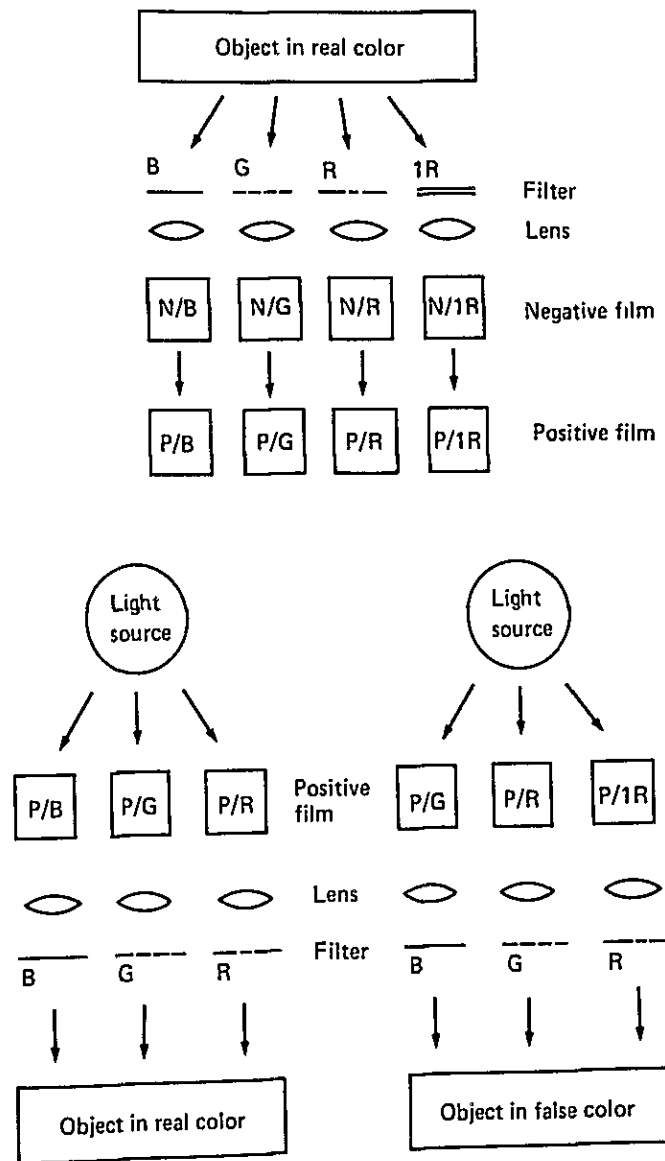 Object in real color
B G R 1R
Filter
Lens
N/B N/G N/R N/1R Negative film
P/B P/G P/R P/1R Positive film
Light
source
Light
source
P/B P/G P/R
Positive
film
P/G P/R P/1R
Lens
Filter
B G R
B G R
Object in real color
Object in false color